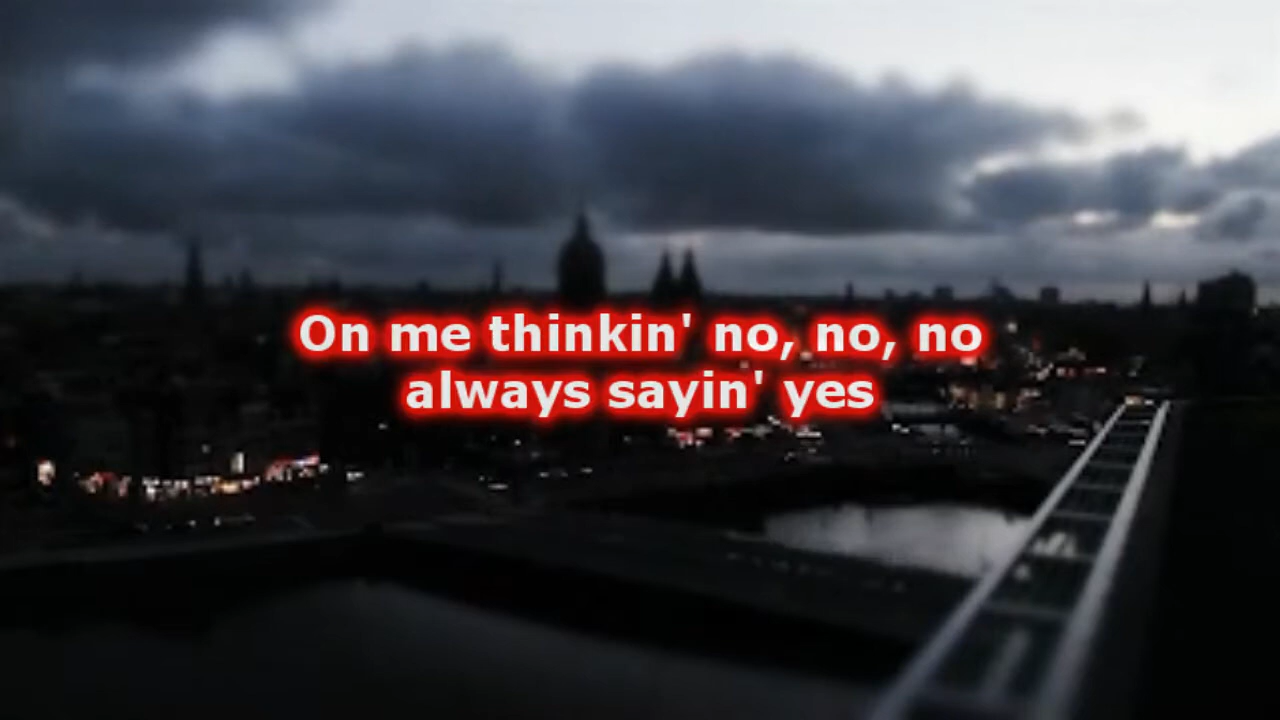 On me thinkin' no, no, no
always sayin' yes